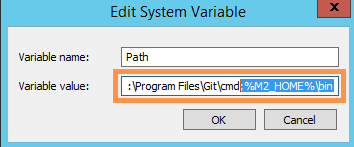 Edit System Variable
x
Variable name: Path
Variable value: :\Program Files\Git\cmd;%M2_HOME%\bin
OK Cancel